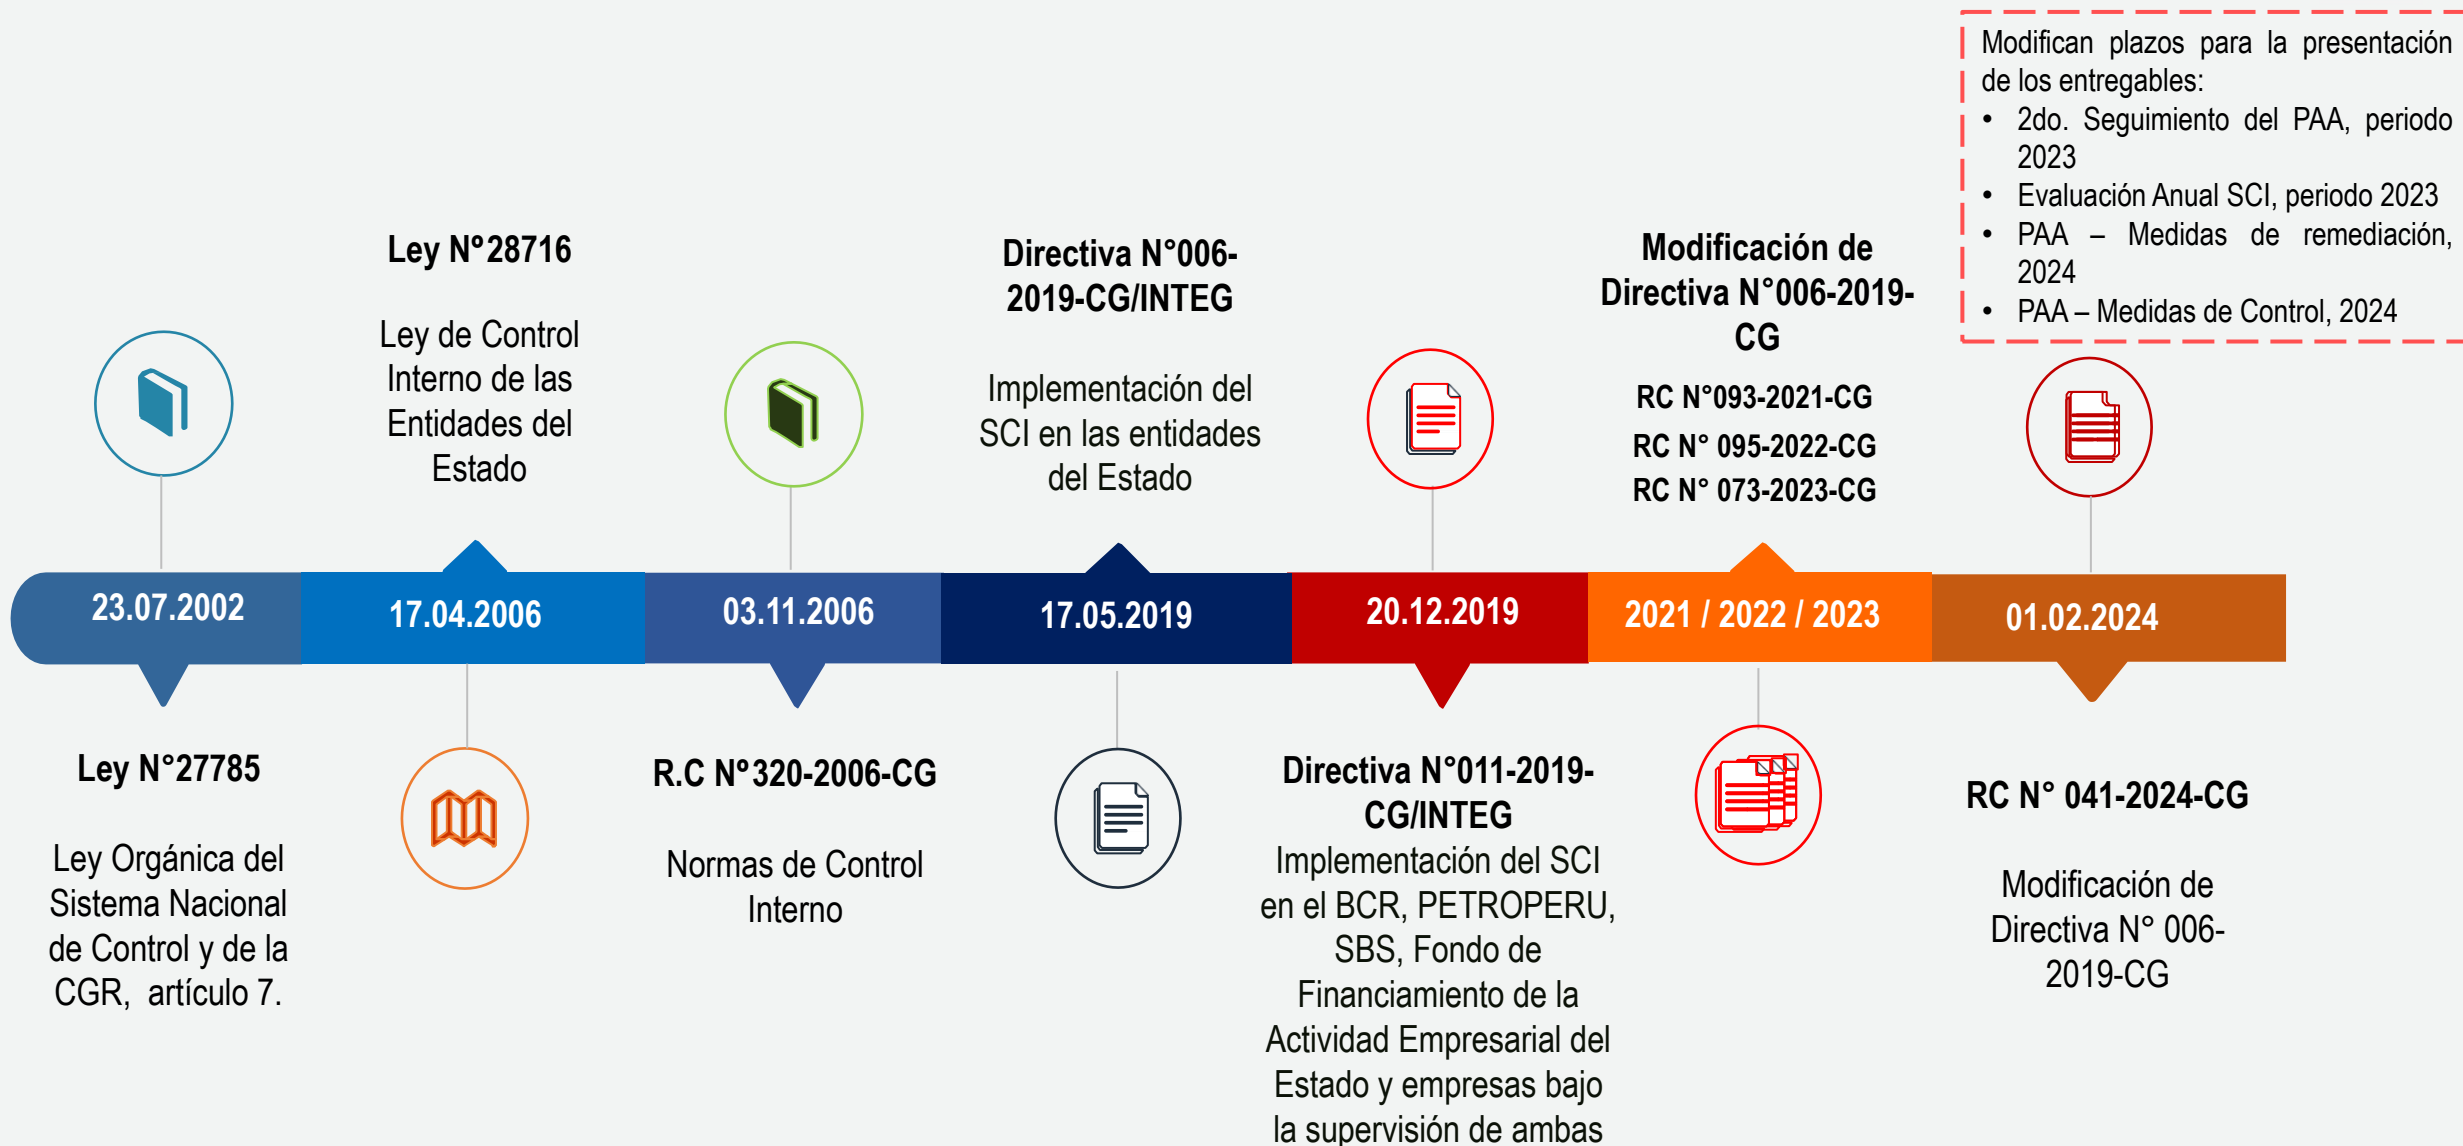 Modifican plazos para la presentación
de los entregables:
• 2do. Seguimiento del PAA, periodo
2023
• Evaluación Anual SCI, periodo 2023
• PAA – Medidas de remediación,
2024
• PAA – Medidas de Control, 2024
Ley N°28716
Ley de Control
Interno de las
Entidades del
Estado
Directiva N°006-
2019-CG/INTEG
Implementación del
SCI en las entidades
del Estado
Modificación de
Directiva N°006-2019-
CG
RC N°093-2021-CG
RC N° 095-2022-CG
RC N° 073-2023-CG
23.07.2002
17.04.2006
03.11.2006
17.05.2019
20.12.2019
2021 / 2022 / 2023
01.02.2024
Ley N°27785
Ley Orgánica del
Sistema Nacional
de Control y de la
CGR, artículo 7.
R.C N°320-2006-CG
Normas de Control
Interno
Directiva N°011-2019-
CG/INTEG
Implementación del SCI
en el BCR, PETROPERU,
SBS, Fondo de
Financiamiento de la
Actividad Empresarial del
Estado y empresas bajo
la supervisión de ambas
RC N° 041-2024-CG
Modificación de
Directiva N° 006-
2019-CG